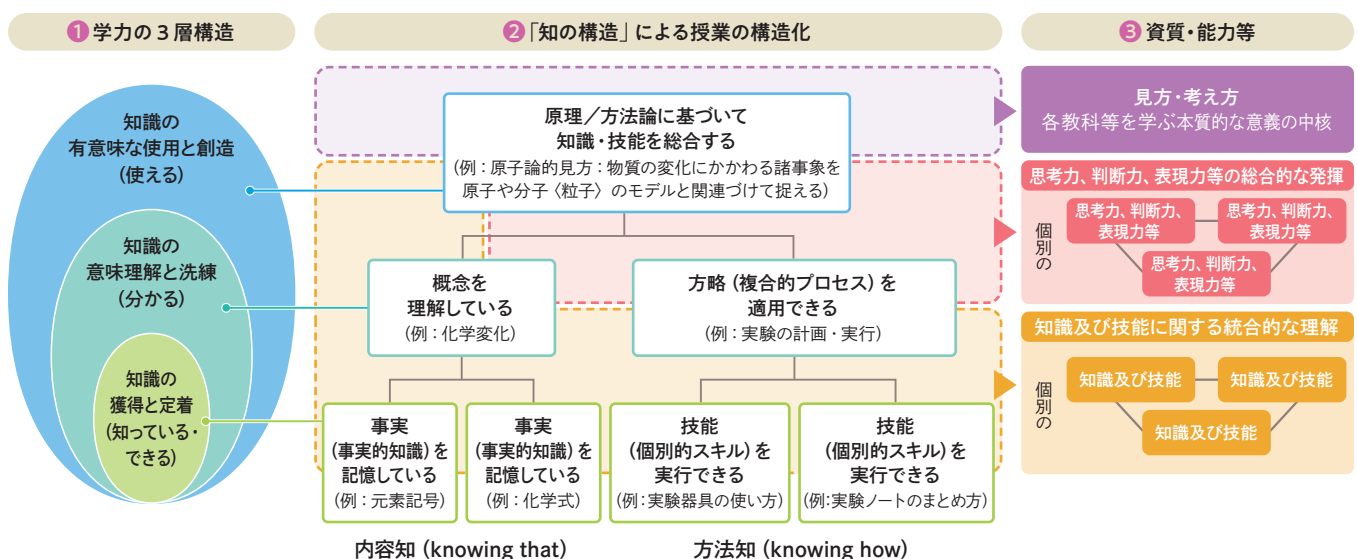 ❶学力の3層構造
知識の
有意味な使用と創造
(使える)
知識の
意味理解と洗練
(分かる)
知識の
獲得と定着
(知っている・
できる)
❷「知の構造」による授業の構造化
原理／方法論に基づいて
知識・技能を総合する
(例：原子論的見方：物質の変化にかかわる諸事象を
原子や分子〈粒子〉のモデルと関連づけて捉える)
概念を
理解している
(例：化学変化)
方略(複合的プロセス)を
適用できる
(例：実験の計画・実行)
事実
(事実的知識)を
記憶している
(例：元素記号)
事実
(事実的知識)を
記憶している
(例：化学式)
技能
(個別的スキル)を
実行できる
(例：実験器具の使い方)
技能
(個別的スキル)を
実行できる
(例：実験ノートのまとめ方)
内容知 (knowing that)
方法知 (knowing how)
❸資質・能力等
見方・考え方
各教科等を学ぶ本質的な意義の中核
思考力、判断力、表現力等の総合的な発揮
個別の
思考力、判断力、
表現力等
思考力、判断力、
表現力等
思考力、判断力、
表現力等
知識及び技能に関する統合的な理解
個別の
知識及び技能
知識及び技能
知識及び技能